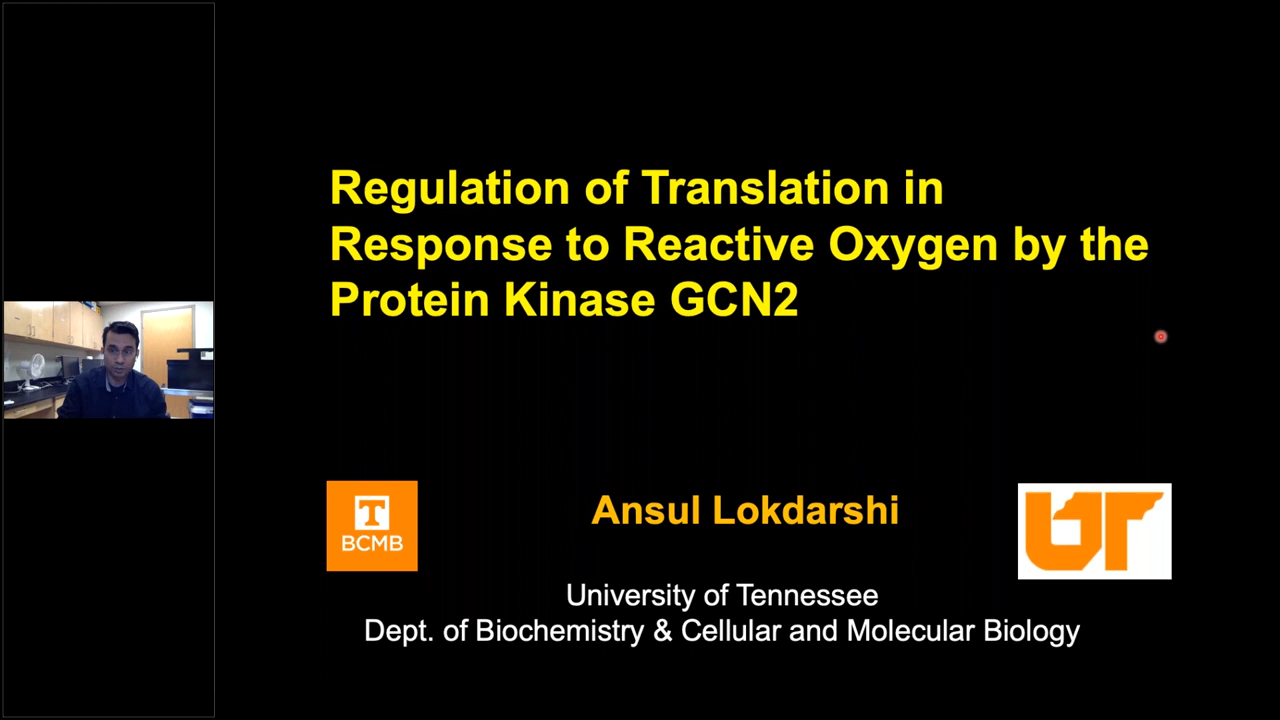 Regulation of Translation in
Response to Reactive Oxygen by the
Protein Kinase GCN2
Ansul Lokdarshi
T
BCMB
UT
University of Tennessee
Dept. of Biochemistry & Cellular and Molecular Biology